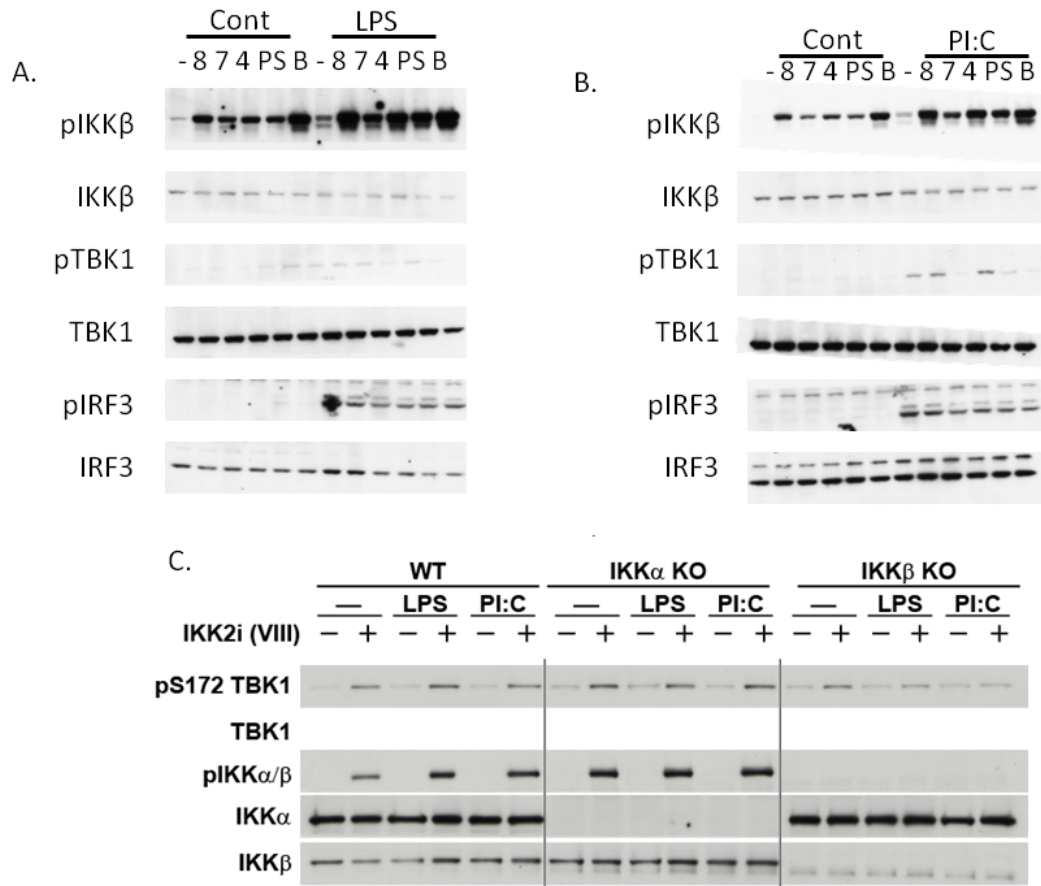 A.
Cont LPS
- 8 7 4 PS B - 8 7 4 PS B
pIKKβ
IKKβ
pTBK1
TBK1
pIRF3
IRF3
B.
Cont PI:C
- 8 7 4 PS B - 8 7 4 PS B
pIKKβ
IKKβ
pTBK1
TBK1
pIRF3
IRF3
C.
WT IKKα KO IKKβ KO
— LPS PI:C — LPS PI:C — LPS PI:C
IKK2i (VIII) − + − + − + − + − + − + − + − + − +
pS172 TBK1
TBK1
pIKKα/β
IKKα
IKKβ